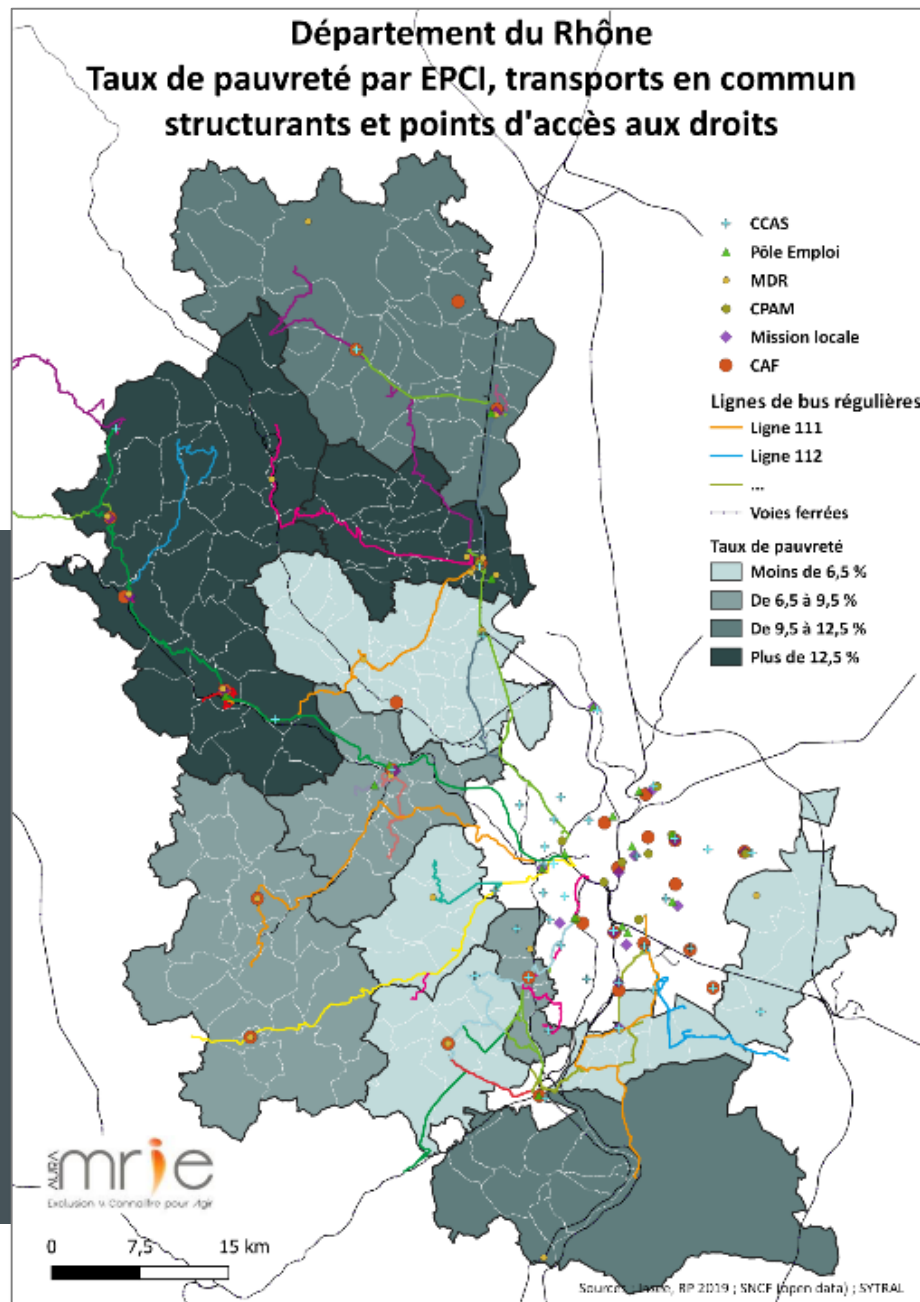 Département du Rhône
Taux de pauvreté par EPCI, transports en commun
structurants et points d'accès aux droits
CCAS
Pôle Emploi
MDR
CPAM
Mission locale
CAF
Lignes de bus régulières
Ligne 111
Ligne 112
...
Voies ferrées
Taux de pauvreté
Moins de 6,5 %
De 6,5 à 9,5 %
De 9,5 à 12,5 %
Plus de 12,5 %
AURA
mrie
Exclusion : Connaître pour Agir
0 7,5 15 km
Sources : Insee, RP 2019 ; SNCF (open data) ; SYTRAL